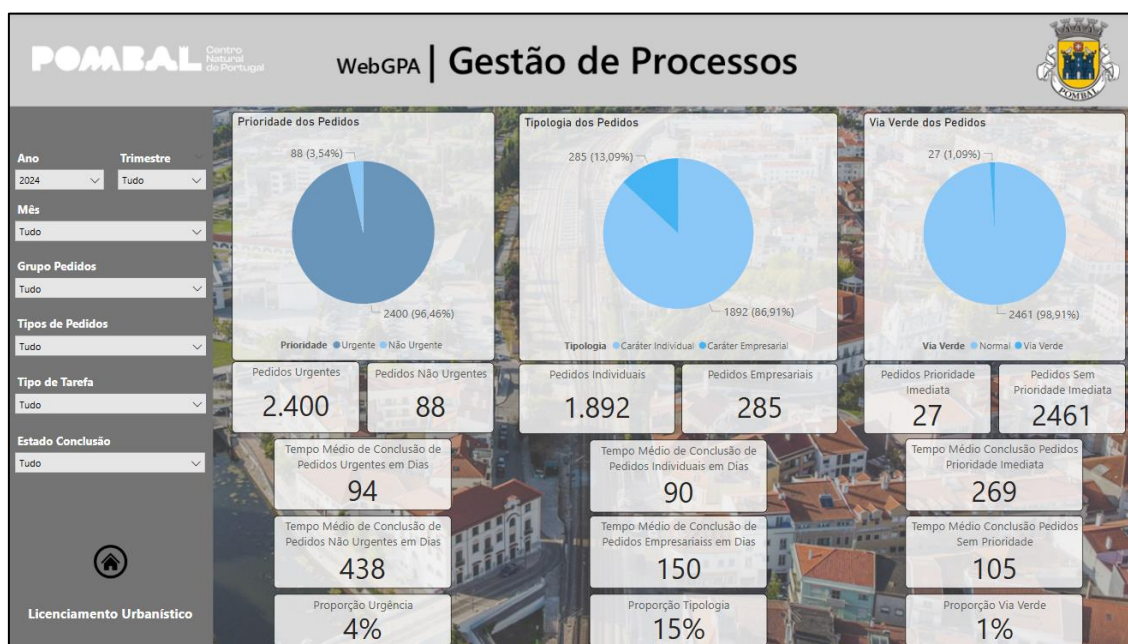 POMBAL
Centro
Natural
de Portugal
WebGPA | Gestão de Processos
POMBAL
Ano
Trimestre
2024
Tudo
Mês
Tudo
Grupo Pedidos
Tudo
Tipos de Pedidos
Tudo
Tipo de Tarefa
Tudo
Estado Conclusão
Tudo
Licenciamento Urbanístico
Prioridade dos Pedidos
88 (3,54%)
2400 (96,46%)
Prioridade Urgente Não Urgente
Tipologia dos Pedidos
285 (13,09%)
1892 (86,91%)
Tipologia Caráter Individual Caráter Empresarial
Via Verde dos Pedidos
27 (1,09%)
2461 (98,91%)
Via Verde Normal Via Verde
Pedidos Urgentes
2.400
Pedidos Não Urgentes
88
Pedidos Individuais
1.892
Pedidos Empresariais
285
Pedidos Prioridade
Imediata
27
Pedidos Sem
Prioridade Imediata
2461
Tempo Médio de Conclusão de
Pedidos Urgentes em Dias
94
Tempo Médio de Conclusão de
Pedidos Individuais em Dias
90
Tempo Médio Conclusão Pedidos
Prioridade Imediata
269
Tempo Médio de Conclusão de
Pedidos Não Urgentes em Dias
438
Tempo Médio de Conclusão de
Pedidos Empresariaiss em Dias
150
Tempo Médio Conclusão Pedidos
Sem Prioridade
105
Proporção Urgência
4%
Proporção Tipologia
15%
Proporção Via Verde
1%